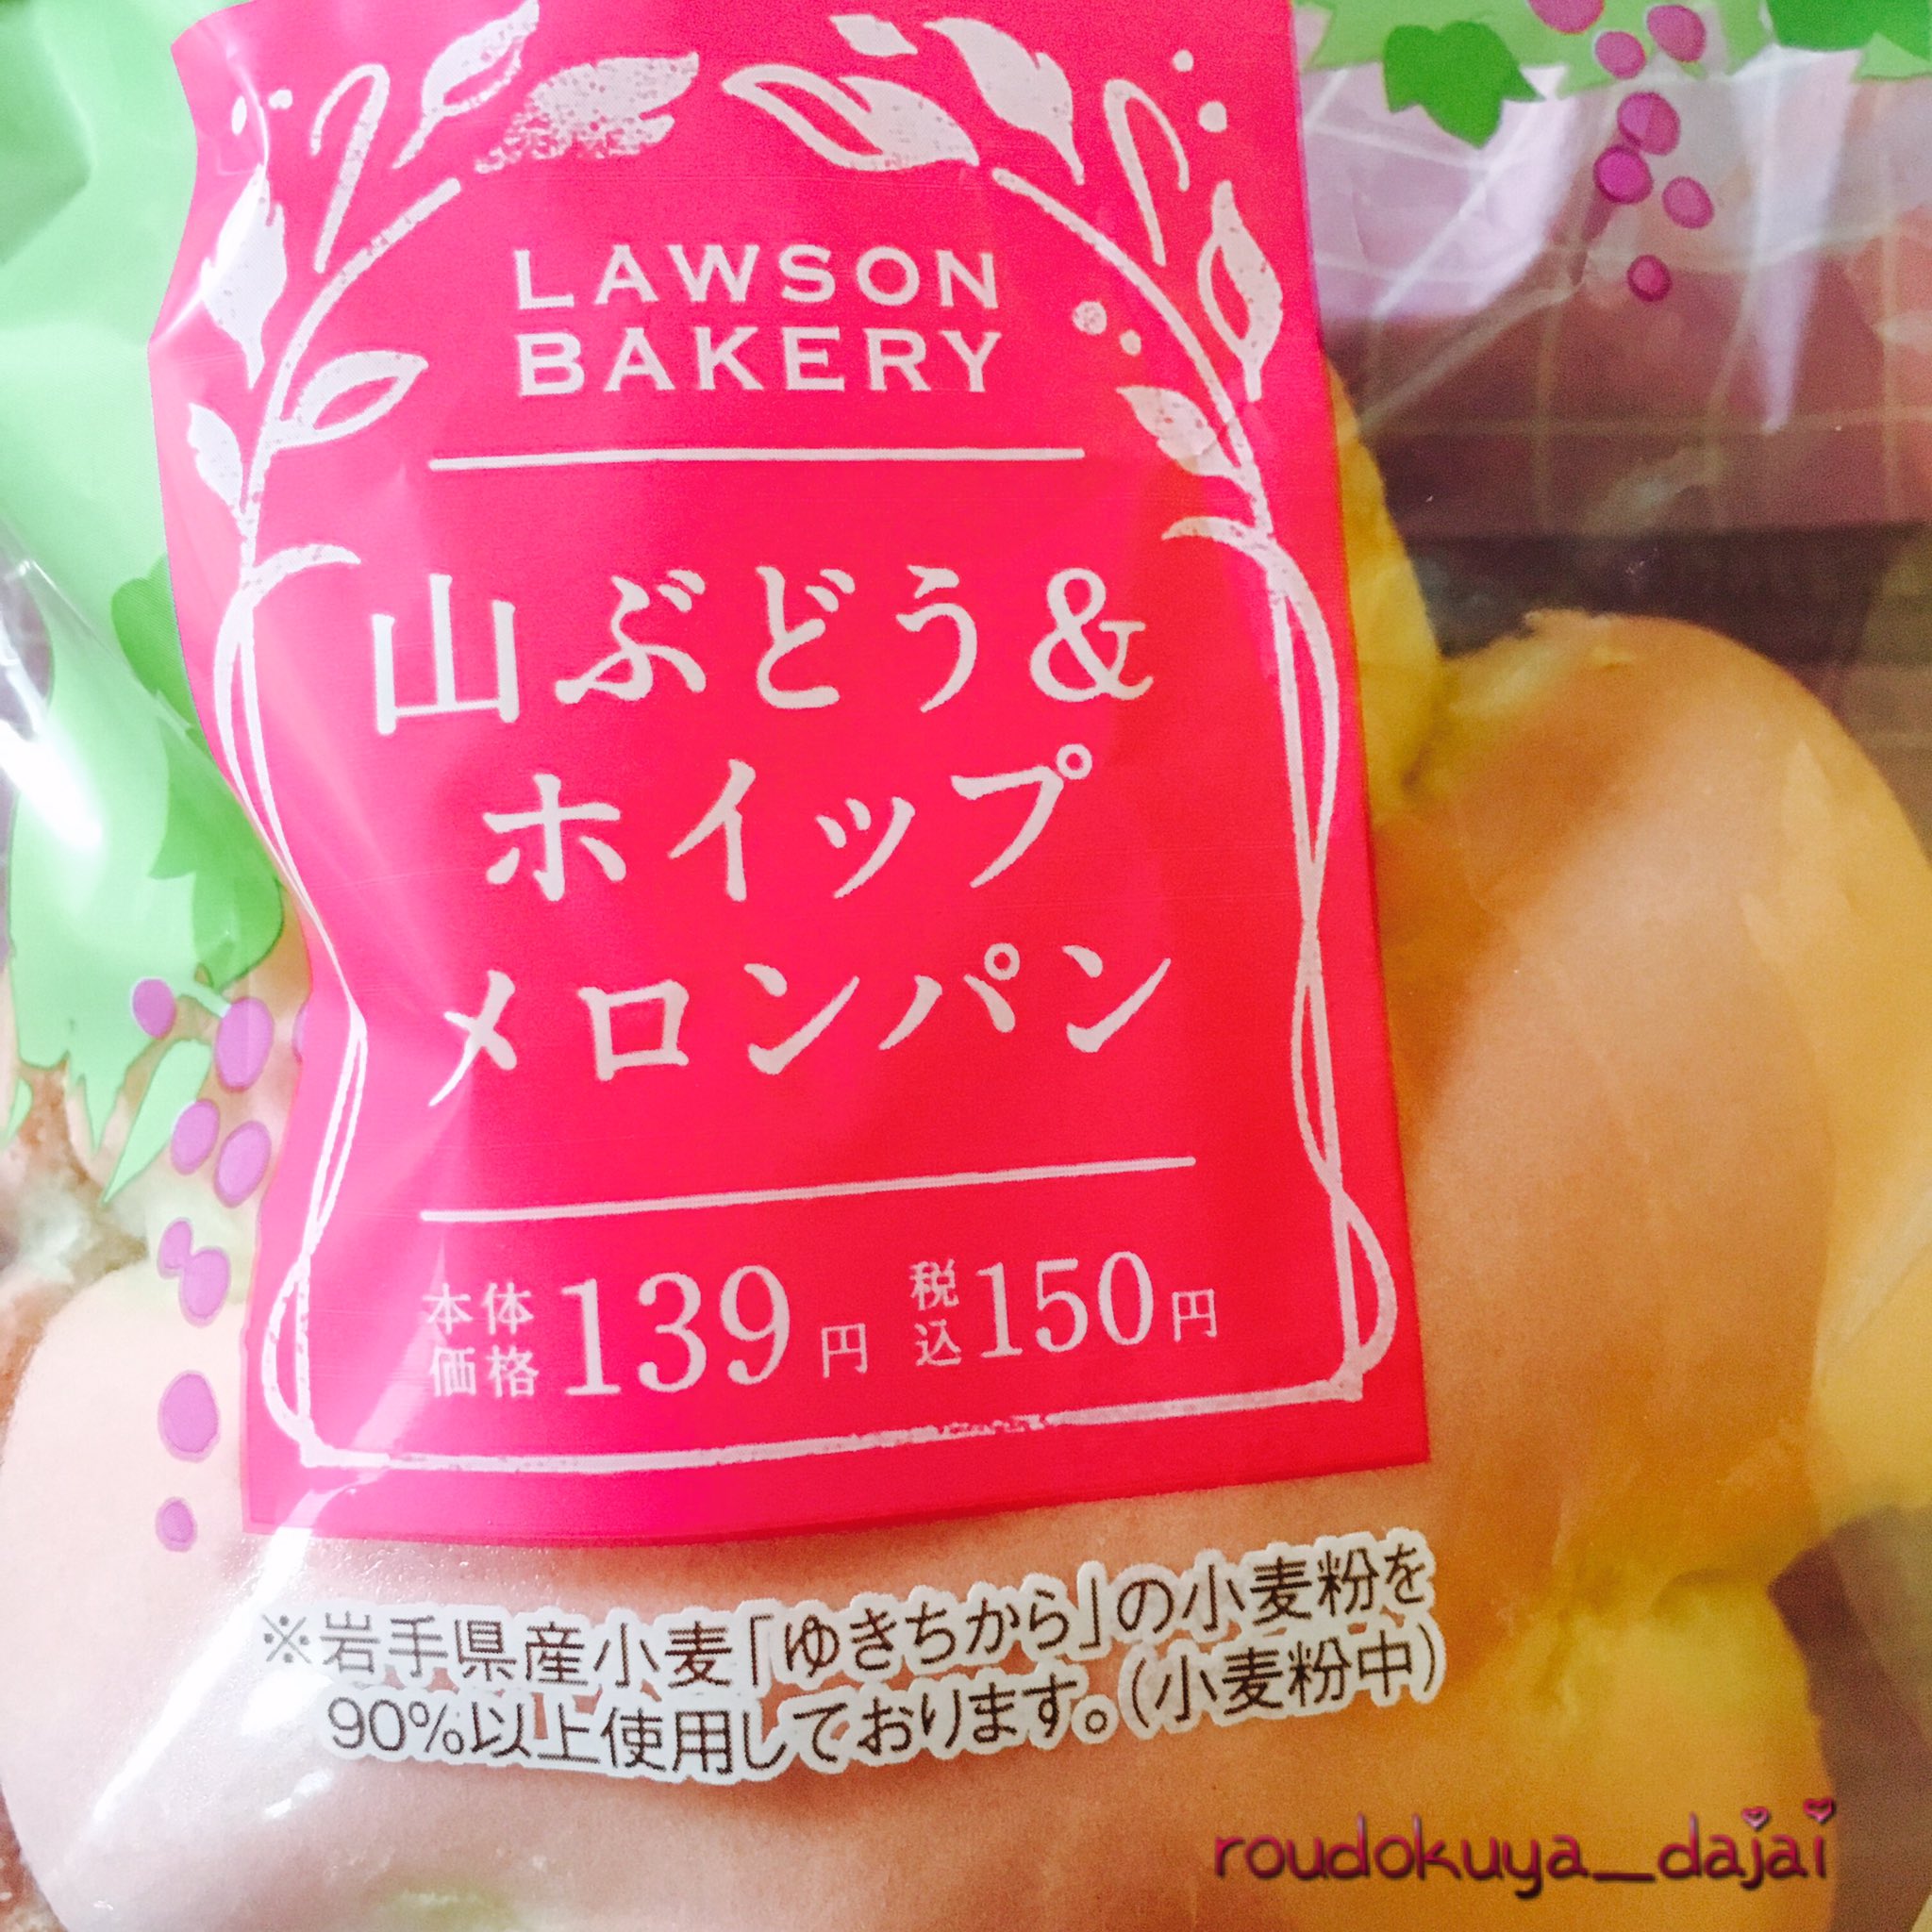 LAWSON
BAKERY
山ぶどう&
ホイップ
メロンパン
本体価格139円 税込150円
※岩手県産小麦「ゆきちから」の小麦粉を
90%以上使用しております。(小麦粉中)
roudokuya_dajai